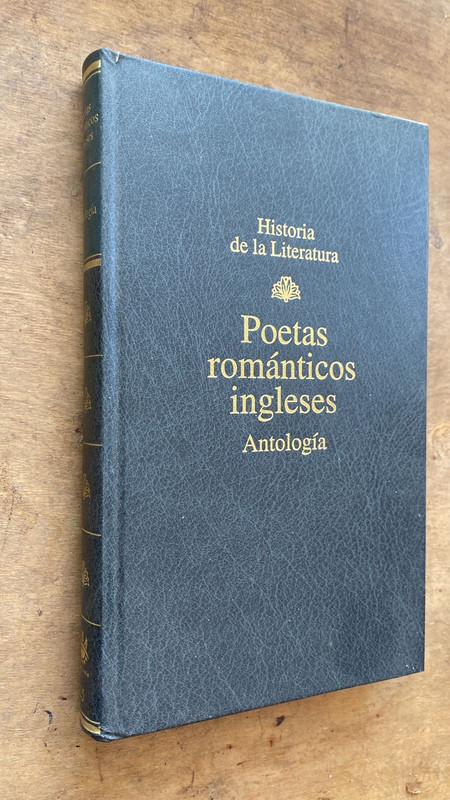 Historia
de la Literatura
Poetas
románticos
ingleses
Antología